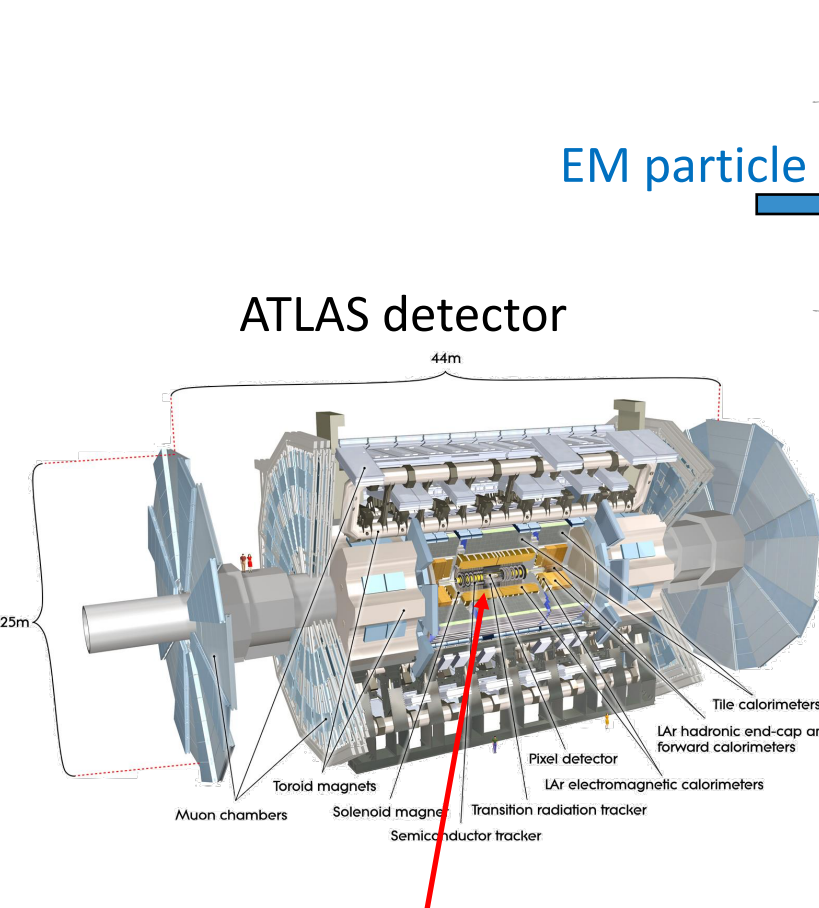 EM particle
ATLAS detector
44m
25m
Tile calorimeters
LAr hadronic end-cap an
forward calorimeters
Pixel detector
LAr electromagnetic calorimeters
Toroid magnets
Muon chambers
Solenoid magnet
Transition radiation tracker
Semiconductor tracker